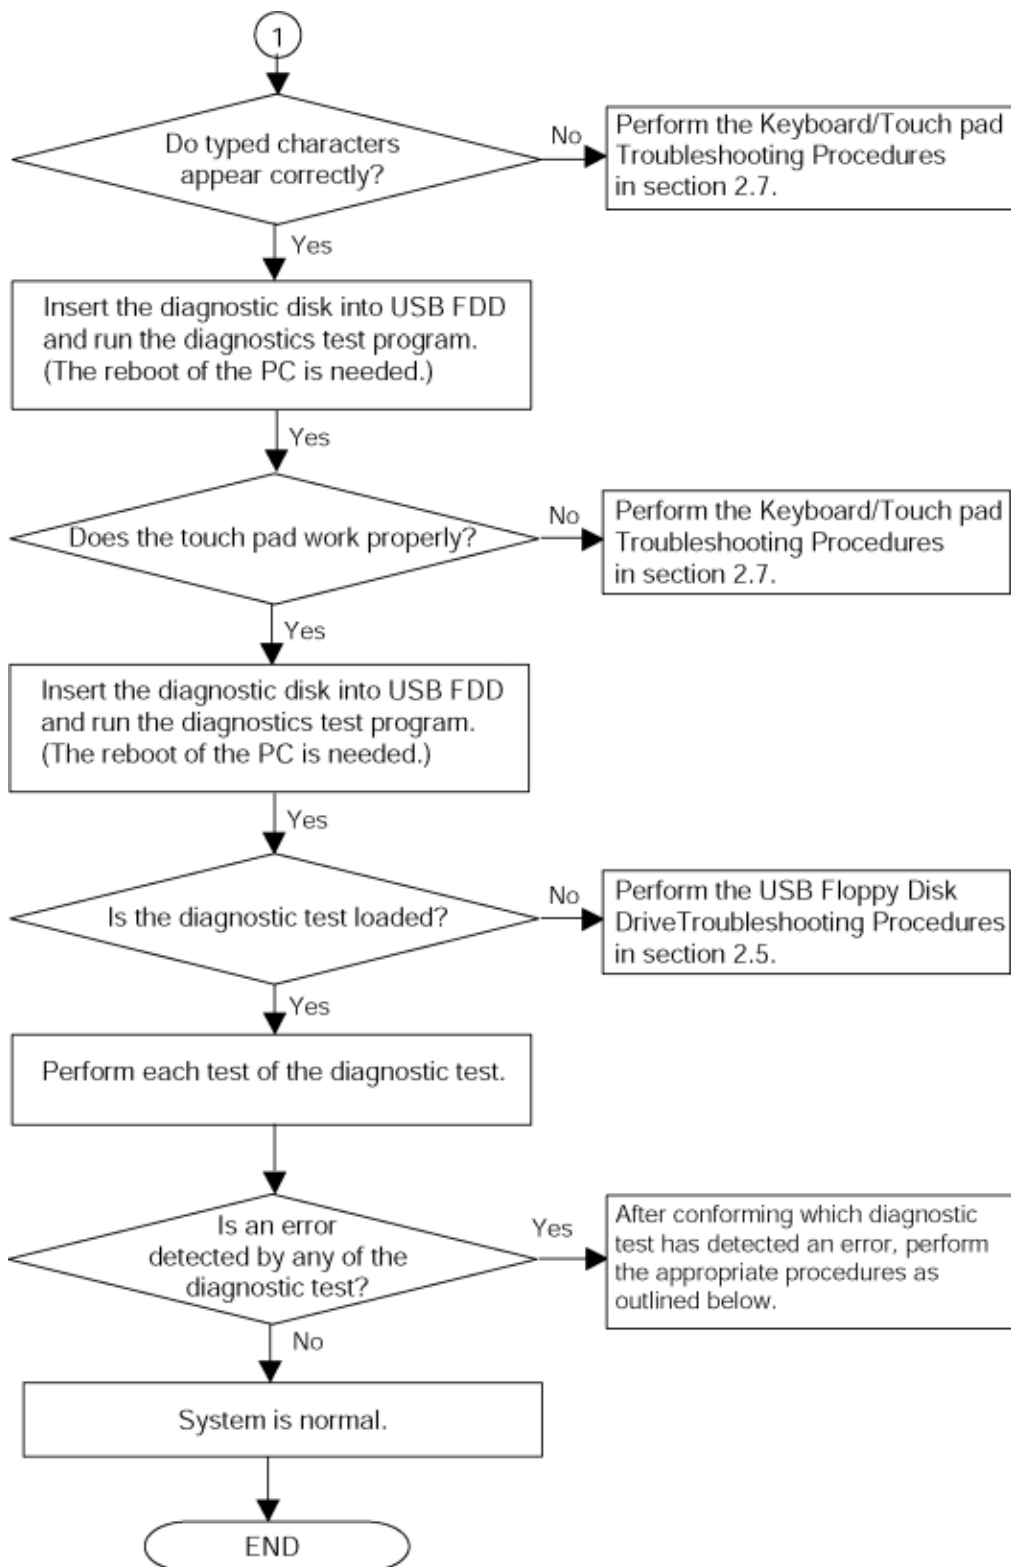 1
Do typed characters
appear correctly?
No
Perform the Keyboard/Touch pad
Troubleshooting Procedures
in section 2.7.
Yes
Insert the diagnostic disk into USB FDD
and run the diagnostics test program.
(The reboot of the PC is needed.)
Yes
Does the touch pad work properly?
No
Perform the Keyboard/Touch pad
Troubleshooting Procedures
in section 2.7.
Yes
Insert the diagnostic disk into USB FDD
and run the diagnostics test program.
(The reboot of the PC is needed.)
Yes
Is the diagnostic test loaded?
No
Perform the USB Floppy Disk
DriveTroubleshooting Procedures
in section 2.5.
Yes
Perform each test of the diagnostic test.
Is an error
detected by any of the
diagnostic test?
Yes
After conforming which diagnostic
test has detected an error, perform
the appropriate procedures as
outlined below.
No
System is normal.
END